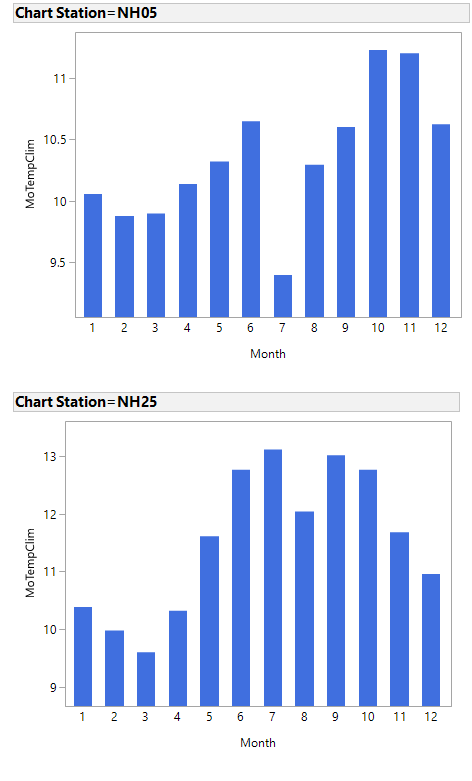 Chart Station=NH05
11
10.5
10
9.5
MoTempClim
1 2 3 4 5 6 7 8 9 10 11 12
Month
Chart Station=NH25
13
12
11
10
9
MoTempClim
1 2 3 4 5 6 7 8 9 10 11 12
Month